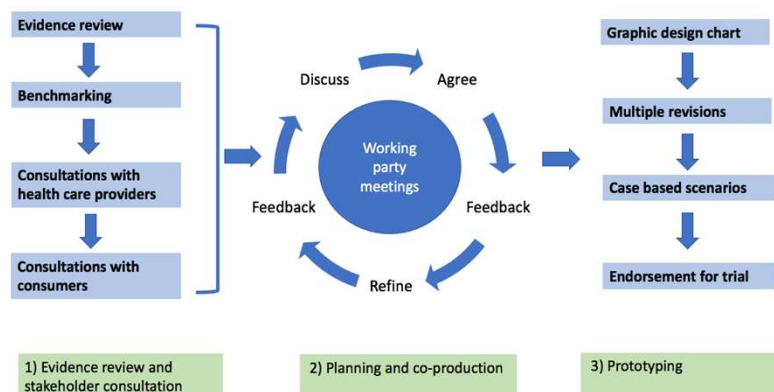 Evidence review
Benchmarking
Consultations with
health care providers
Consultations with
consumers
Discuss
Agree
Working
party
meetings
Feedback
Feedback
Refine
Graphic design chart
Multiple revisions
Case based scenarios
Endorsement for trial
1) Evidence review and
stakeholder consultation
2) Planning and co-production
3) Prototyping